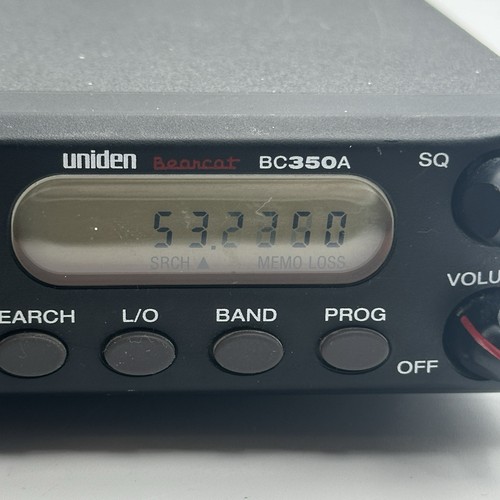 uniden Bearcat BC350A
SQ
53.2300
SRCH ▲ MEMO LOSS
EARCH L/O BAND PROG
VOLU
OFF